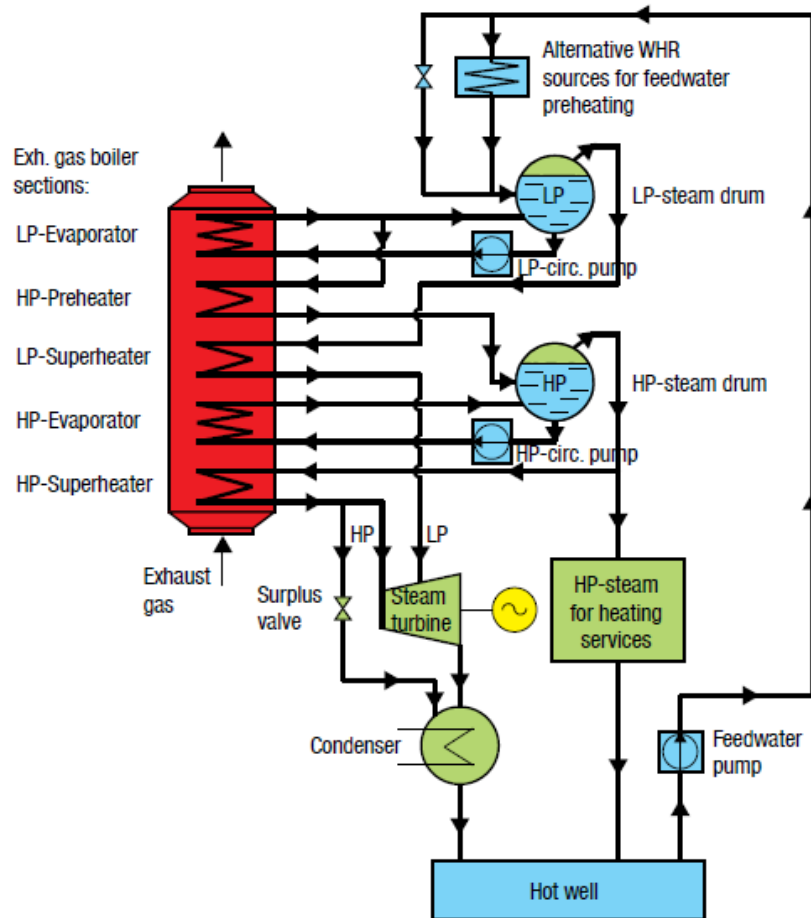 Alternative WHR
sources for feedwater
preheating
Exh. gas boiler
sections:
LP
LP-steam drum
LP-Evaporator
LP-circ. pump
HP-Preheater
LP-Superheater
HP
HP-steam drum
HP-Evaporator
HP-circ. pump
HP-Superheater
HP
LP
Exhaust
gas
Surplus
valve
Steam
turbine
HP-steam
for heating
services
Condenser
Feedwater
pump
Hot well